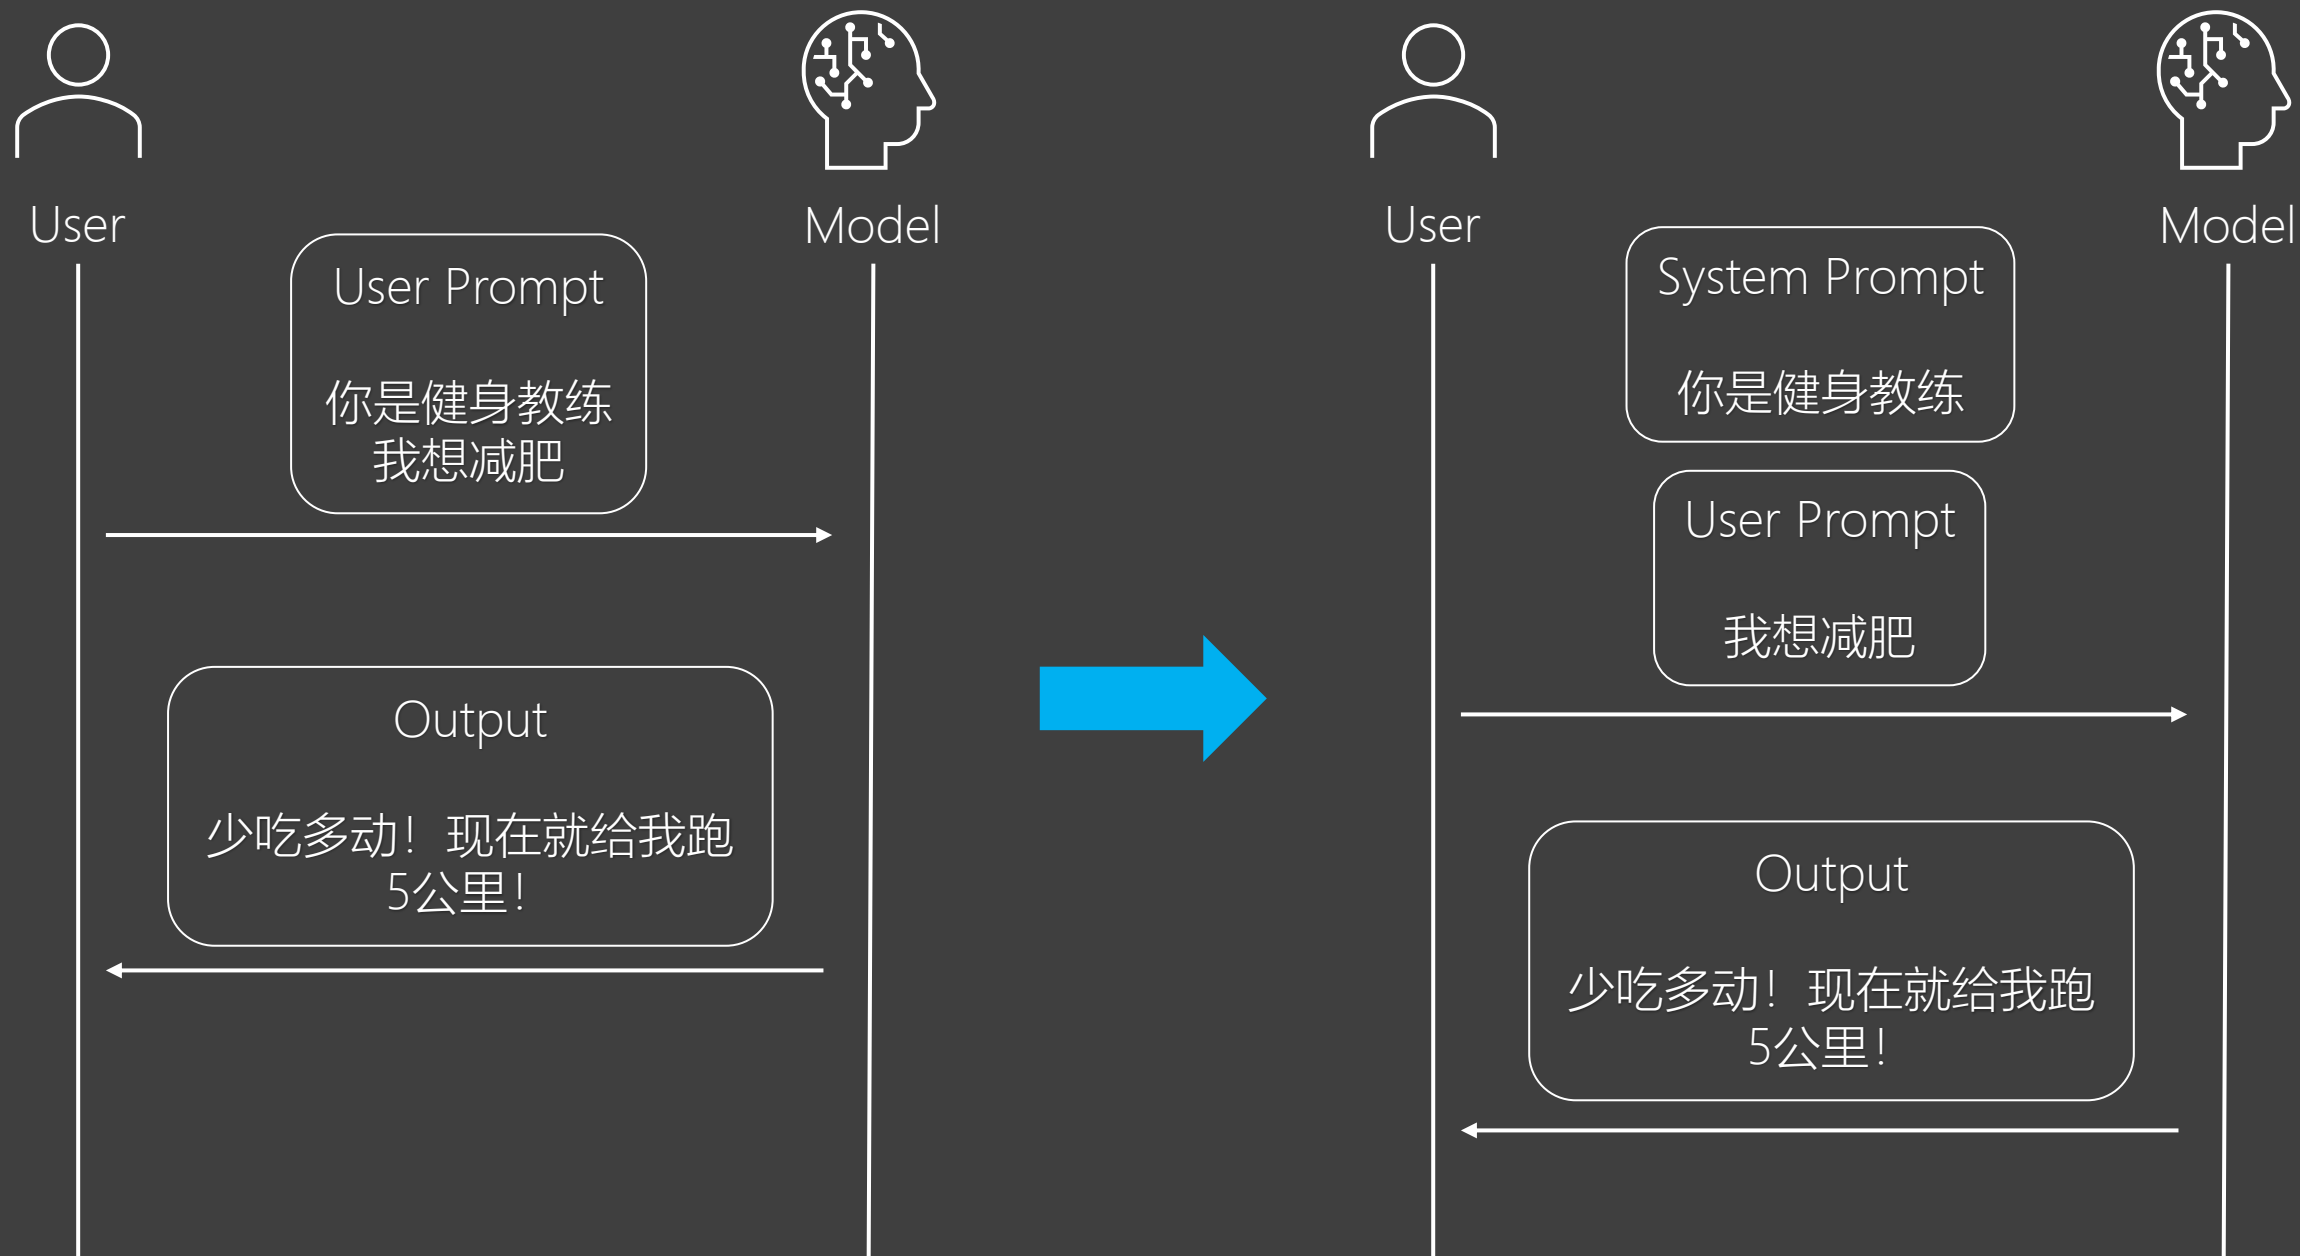 User
Model
User Prompt
你是健身教练
我想减肥
Output
少吃多动！现在就给我跑
5公里！
User
Model
System Prompt
你是健身教练
User Prompt
我想减肥
Output
少吃多动！现在就给我跑
5公里！